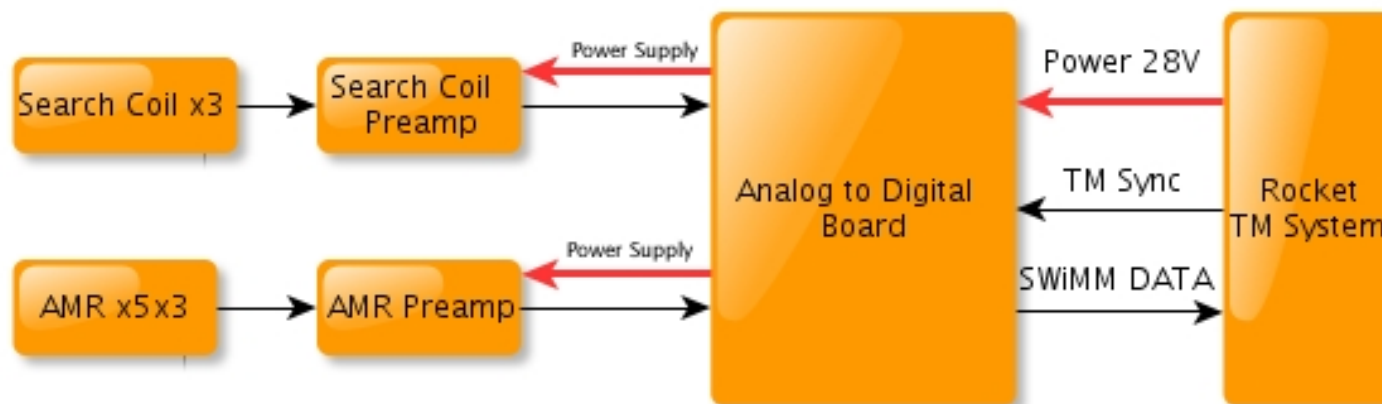 Search Coil x3
Search Coil
Preamp
Power Supply
AMR x5x3
AMR Preamp
Power Supply
Analog to Digital
Board
Power 28V
TM Sync
SWiMM DATA
Rocket
TM System